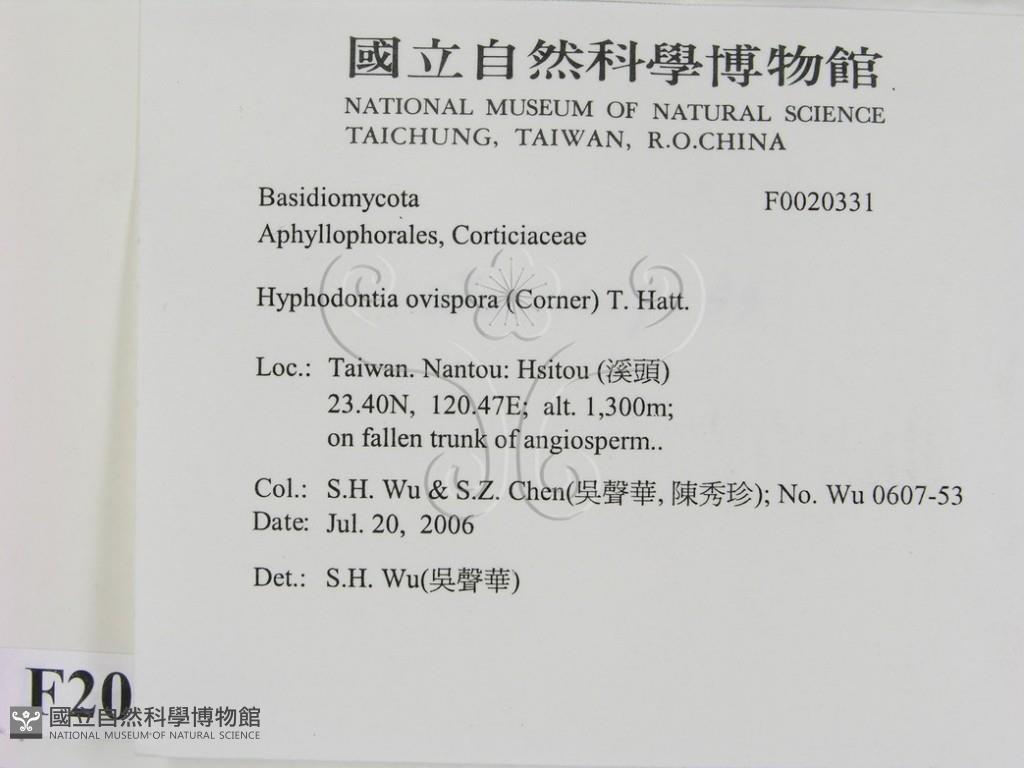 國立自然科學博物館
NATIONAL MUSEUM OF NATURAL SCIENCE
TAICHUNG, TAIWAN, R.O.CHINA
Basidiomycota F0020331
Aphyllophorales, Corticiaceae
Hyphodontia ovispora (Corner) T. Hatt.
Loc.: Taiwan. Nantou: Hsitou (溪頭)
23.40N, 120.47E; alt. 1,300m;
on fallen trunk of angiosperm..
Col.: S.H. Wu & S.Z. Chen(吳聲華, 陳秀珍); No. Wu 0607-53
Date: Jul. 20, 2006
Det.: S.H. Wu(吳聲華)
F20
國立自然科學博物館
NATIONAL MUSEUM OF NATURAL SCIENCE